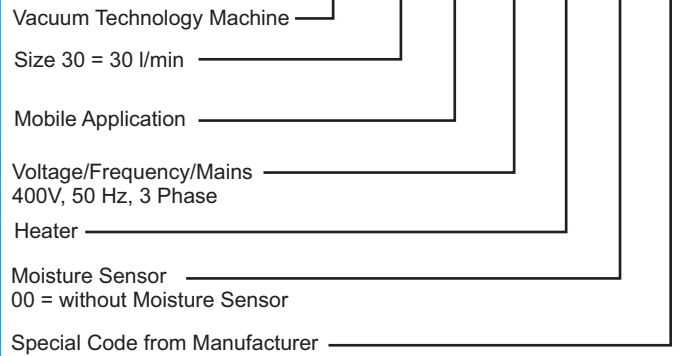 Vacuum Technology Machine
Size 30 = 30 l/min
Mobile Application
Voltage/Frequency/Mains
400V, 50 Hz, 3 Phase
Heater
Moisture Sensor
00 = without Moisture Sensor
Special Code from Manufacturer